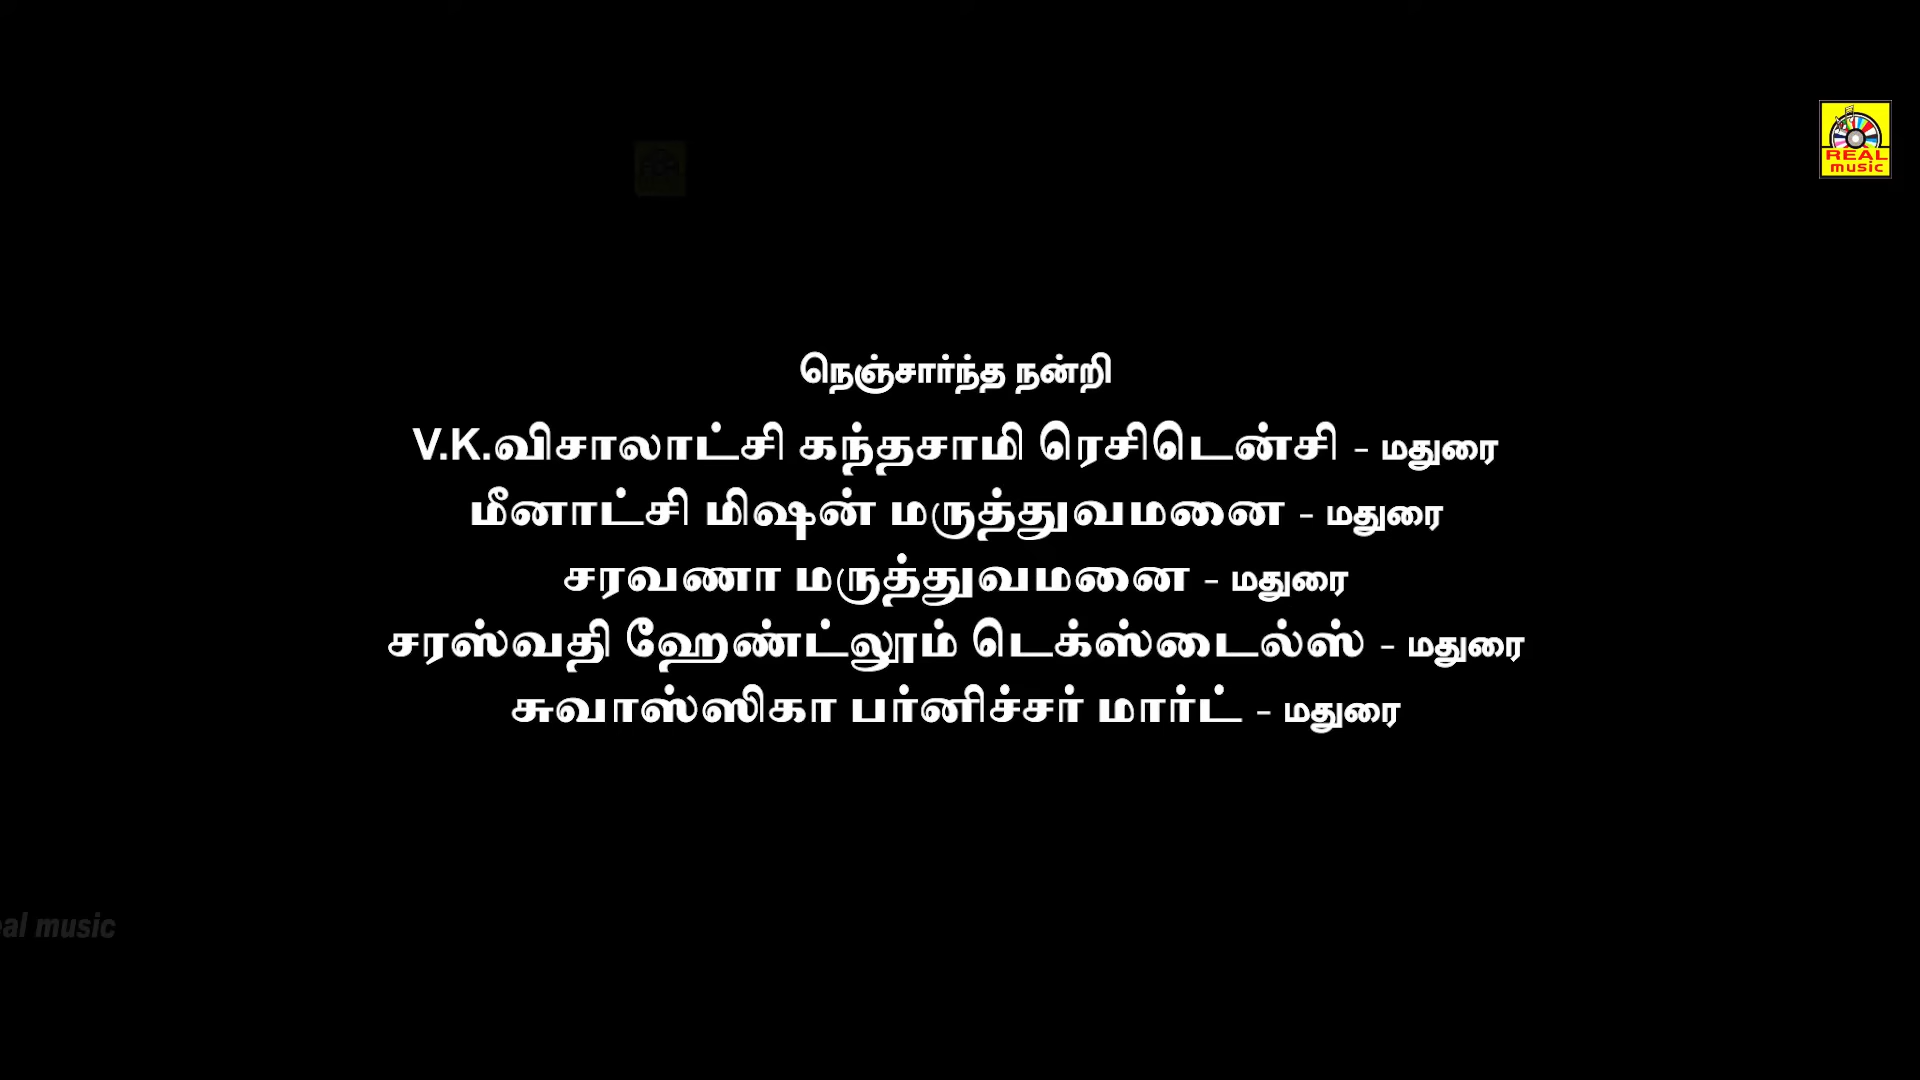 REAL
music
நெஞ்சார்ந்த நன்றி
V.K.விசாலாட்சி கந்தசாமி ரெசிடென்சி - மதுரை
மீனாட்சி மிஷன் மருத்துவமனை - மதுரை
சரவணா மருத்துவமனை - மதுரை
சரஸ்வதி ஹேண்ட்லூம் டெக்ஸ்டைல்ஸ் - மதுரை
சுவாஸ்ஸிகா பர்னிச்சர் மார்ட் - மதுரை
music